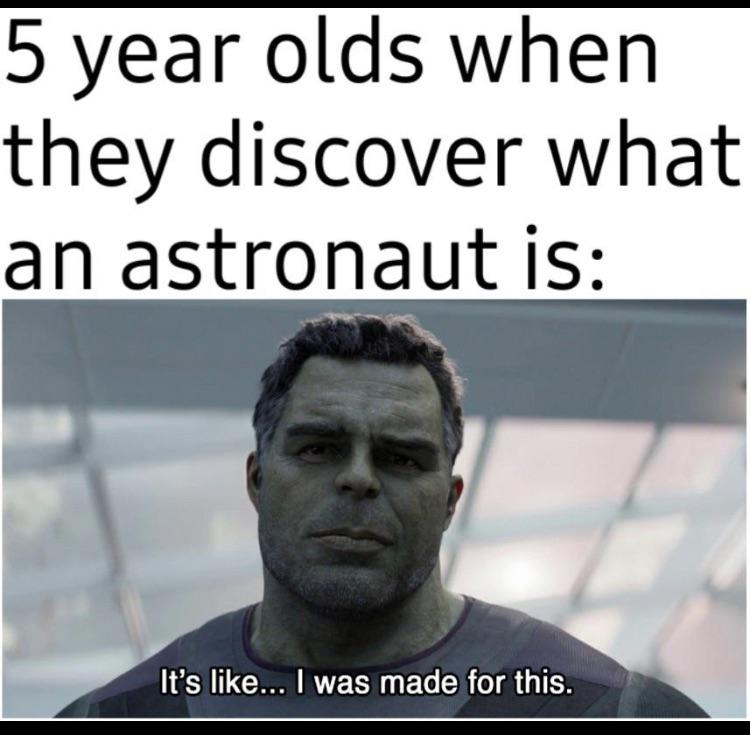 5 year olds when
they discover what
an astronaut is:
It's like... I was made for this.